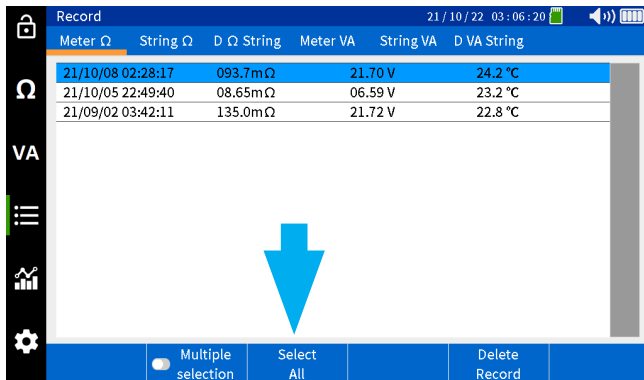 Record 21/10/22 03:06:20
Meter Ω String Ω D Ω String Meter VA String VA D VA String
21/10/08 02:28:17 093.7mΩ 21.70 V 24.2 °C
21/10/05 22:49:40 08.65mΩ 06.59 V 23.2 °C
21/09/02 03:42:11 135.0mΩ 21.72 V 22.8 °C
Ω
VA
Multiple selection
Select All
Delete Record